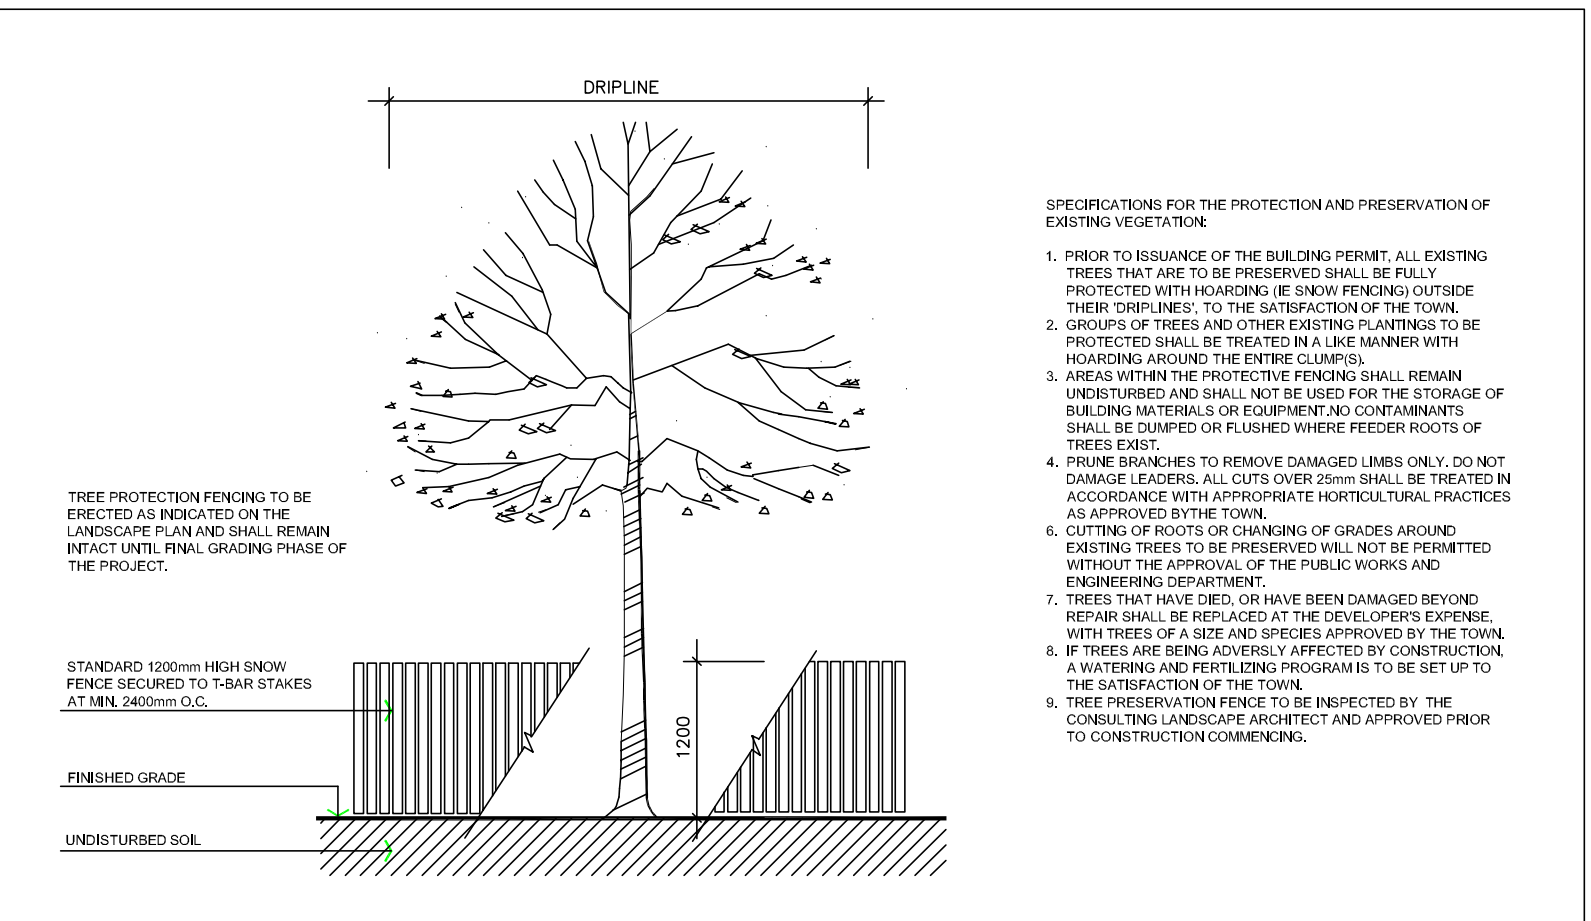 DRIPLINE
SPECIFICATIONS FOR THE PROTECTION AND PRESERVATION OF
EXISTING VEGETATION:
1. PRIOR TO ISSUANCE OF THE BUILDING PERMIT, ALL EXISTING
TREES THAT ARE TO BE PRESERVED SHALL BE FULLY
PROTECTED WITH HOARDING (IE SNOW FENCING) OUTSIDE
THEIR 'DRIPLINES', TO THE SATISFACTION OF THE TOWN.
2. GROUPS OF TREES AND OTHER EXISTING PLANTINGS TO BE
PROTECTED SHALL BE TREATED IN A LIKE MANNER WITH
HOARDING AROUND THE ENTIRE CLUMP(S).
3. AREAS WITHIN THE PROTECTIVE FENCING SHALL REMAIN
UNDISTURBED AND SHALL NOT BE USED FOR THE STORAGE OF
BUILDING MATERIALS OR EQUIPMENT.NO CONTAMINANTS
SHALL BE DUMPED OR FLUSHED WHERE FEEDER ROOTS OF
TREES EXIST.
4. PRUNE BRANCHES TO REMOVE DAMAGED LIMBS ONLY. DO NOT
DAMAGE LEADERS. ALL CUTS OVER 25mm SHALL BE TREATED IN
ACCORDANCE WITH APPROPRIATE HORTICULTURAL PRACTICES
AS APPROVED BYTHE TOWN.
6. CUTTING OF ROOTS OR CHANGING OF GRADES AROUND
EXISTING TREES TO BE PRESERVED WILL NOT BE PERMITTED
WITHOUT THE APPROVAL OF THE PUBLIC WORKS AND
ENGINEERING DEPARTMENT.
7. TREES THAT HAVE DIED, OR HAVE BEEN DAMAGED BEYOND
REPAIR SHALL BE REPLACED AT THE DEVELOPER'S EXPENSE,
WITH TREES OF A SIZE AND SPECIES APPROVED BY THE TOWN.
8. IF TREES ARE BEING ADVERSLY AFFECTED BY CONSTRUCTION,
A WATERING AND FERTILIZING PROGRAM IS TO BE SET UP TO
THE SATISFACTION OF THE TOWN.
9. TREE PRESERVATION FENCE TO BE INSPECTED BY THE
CONSULTING LANDSCAPE ARCHITECT AND APPROVED PRIOR
TO CONSTRUCTION COMMENCING.
TREE PROTECTION FENCING TO BE
ERECTED AS INDICATED ON THE
LANDSCAPE PLAN AND SHALL REMAIN
INTACT UNTIL FINAL GRADING PHASE OF
THE PROJECT.
STANDARD 1200mm HIGH SNOW
FENCE SECURED TO T-BAR STAKES
AT MIN. 2400mm O.C.
1200
FINISHED GRADE
UNDISTURBED SOIL